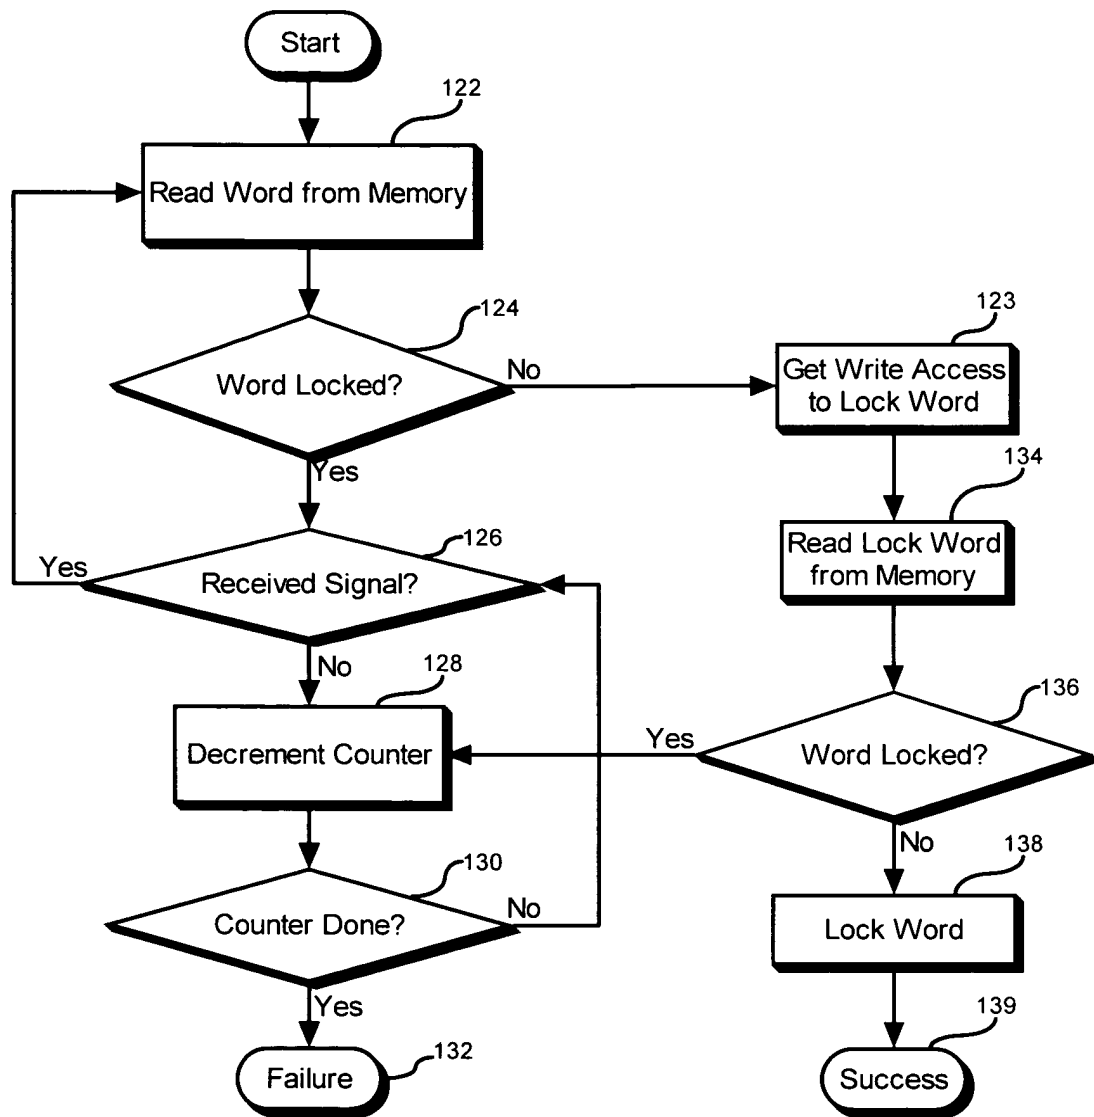 Start
122
Read Word from Memory
124
Word Locked?
No
Yes
123
Get Write Access
to Lock Word
134
Read Lock Word
from Memory
126
Yes
Received Signal?
No
128
Decrement Counter
136
Yes
Word Locked?
No
130
Counter Done?
No
Yes
138
Lock Word
132
Failure
139
Success